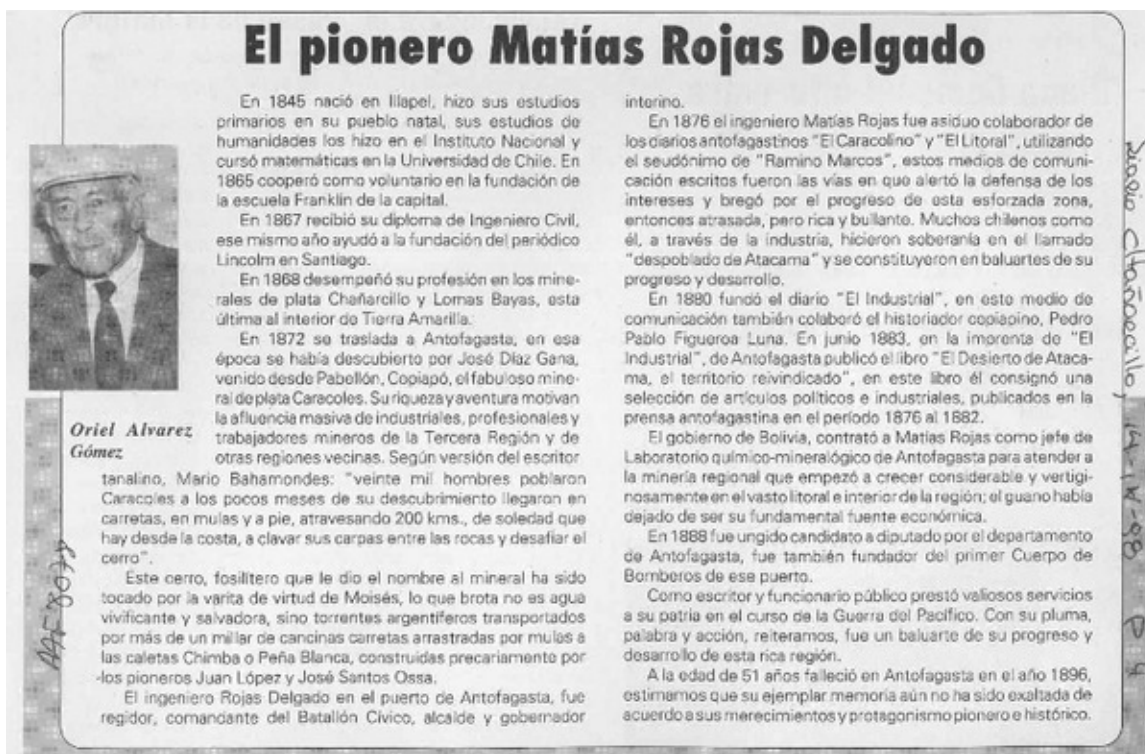 El pionero Matías Rojas Delgado
En 1845 nació en Illapel, hizo sus estudios
primarios en su pueblo natal, sus estudios de
humanidades los hizo en el Instituto Nacional y
cursó matemáticas en la Universidad de Chile. En
1865 cooperó como voluntario en la fundación de
la escuela Franklin de la capital.
En 1867 recibió su diploma de Ingeniero Civil,
ese mismo año ayudó a la fundación del periódico
Lincolm en Santiago.
En 1868 desempeñó su profesión en los mine-
rales de plata Chañarcillo y Lomas Bayas, esta
última al interior de Tierra Amarilla.
En 1872 se traslada a Antofagasta, en esa
época se había descubierto por José Díaz Gana,
venido desde Pabellón, Copiapó, el fabuloso mine-
ral de plata Caracoles. Su riqueza y aventura motivan
la afluencia masiva de industriales, profesionales y
trabajadores mineros de la Tercera Región y de
otras regiones vecinas. Según versión del escritor
tanalino, Mario Bahamondes: "veinte mil hombres poblaron
Caracoles a los pocos meses de su descubrimiento llegaron en
carretas, en mulas y a pie, atravesando 200 kms., de soledad que
hay desde la costa, a clavar sus carpas entre las rocas y desafiar el
cerro".
Este cerro, fosilítero que le dio el nombre al mineral ha sido
tocado por la varita de virtud de Moisés, lo que brota no es agua
vivificante y salvadora, sino torrentes argentíferos transportados
por más de un millar de cancinas carretas arrastradas por mulas a
las caletas Chimba o Peña Blanca, construidas precariamente por
-los pioneros Juan López y José Santos Ossa.
El ingeniero Rojas Delgado en el puerto de Antofagasta, fue
regidor, comandante del Batallón Cívico, alcalde y gobernador
interino.
En 1876 el ingeniero Matías Rojas fue asiduo colaborador de
los diarios antofagastinos "El Caracolino" y "El Litoral", utilizando
el seudónimo de "Ramino Marcos", estos medios de comuni-
cación escritos fueron las vías en que alertó la defensa de los
intereses y bregó por el progreso de esta esforzada zona,
entonces atrasada, pero rica y bullante. Muchos chilenos como
él, a través de la industria, hicieron soberanía en el llamado
"despoblado de Atacama" y se constituyeron en baluartes de su
progreso y desarrollo.
En 1880 fundó el diario "El Industrial", en este medio de
comunicación también colaboró el historiador copiapino, Pedro
Pablo Figueroa Luna. En junio 1883, en la imprenta de "El
Industrial", de Antofagasta publicó el libro "El Desierto de Ataca-
ma, el territorio reivindicado", en este libro él consignó una
selección de artículos políticos e industriales, publicados en la
prensa antofagastina en el período 1876 al 1882.
El gobierno de Bolivia, contrató a Matías Rojas como jefe de
Laboratorio químico-mineralógico de Antofagasta para atender a
la minería regional que empezó a crecer considerable y vertigi-
nosamente en el vasto litoral e interior de la región; el guano había
dejado de ser su fundamental fuente económica.
En 1888 fue ungido candidato a diputado por el departamento
de Antofagasta, fue también fundador del primer Cuerpo de
Bomberos de ese puerto.
Como escritor y funcionario público prestó valiosos servicios
a su patria en el curso de la Guerra del Pacífico. Con su pluma,
palabra y acción, reiteramos, fue un baluarte de su progreso y
desarrollo de esta rica región.
A la edad de 51 años falleció en Antofagasta en el año 1896,
estimamos que su ejemplar memoria aún no ha sido exaltada de
acuerdo a sus merecimientos y protagonismo pionero e histórico.
Oriel Alvarez
Gómez
Chañarcillo,